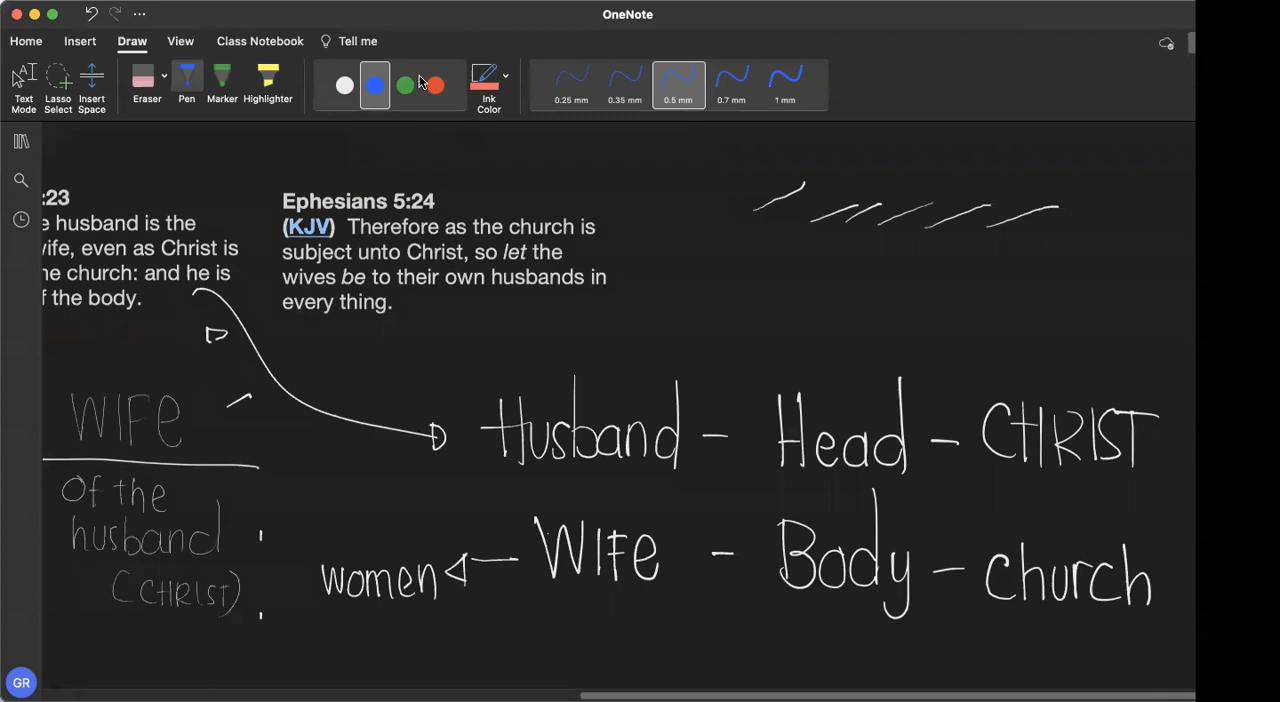 OneNote
Home Insert Draw View Class Notebook Tell me
Text Mode
Lasso Select
Insert Space
Eraser
Pen
Marker
Highlighter
Ink Color
0.25 mm
0.35 mm
0.5 mm
0.7 mm
1 mm
:23
e husband is the
vife, even as Christ is
he church: and he is
f the body.
Ephesians 5:24
(KJV) Therefore as the church is
subject unto Christ, so let the
wives be to their own husbands in
every thing.
WIFE
Of the
husband
(CHRIST)
Husband - Head - CHRIST
women WIFE - Body - church
GR